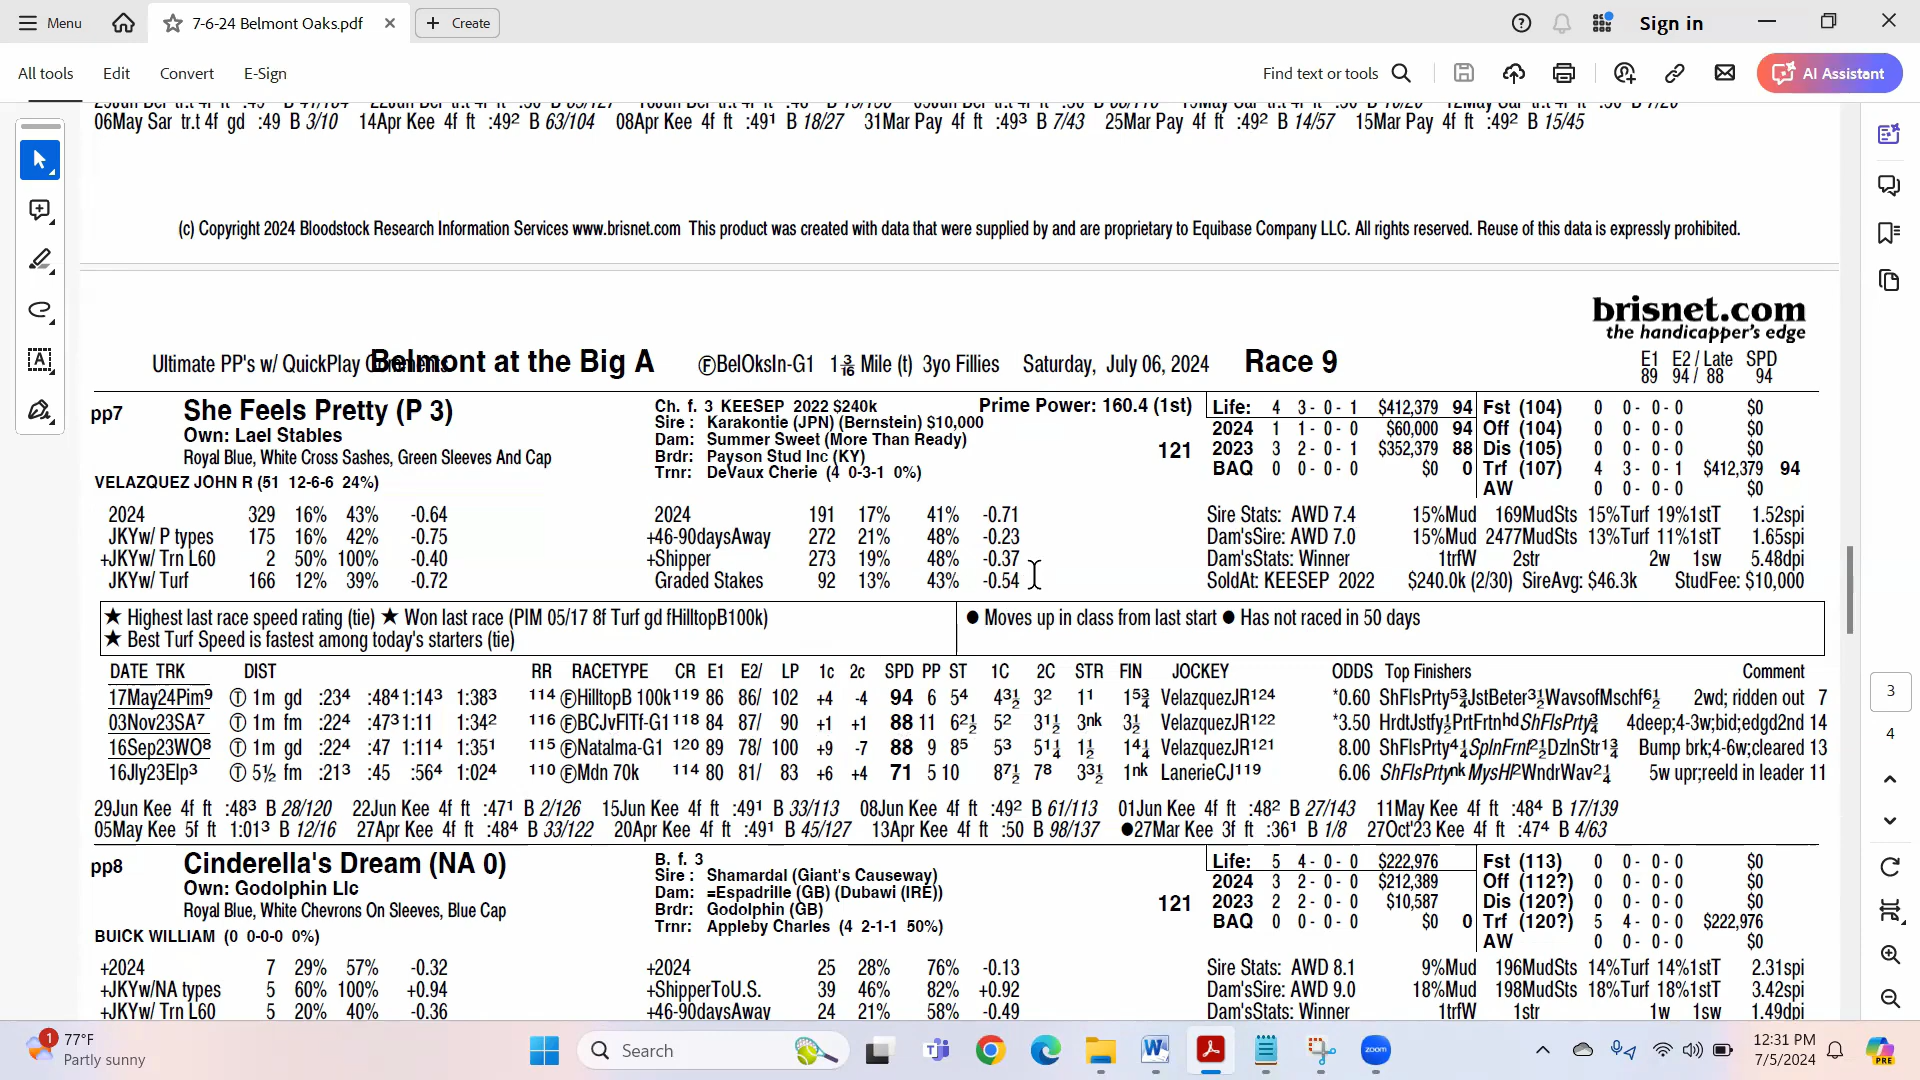 Menu 7-6-24 Belmont Oaks.pdf Create Sign in
All tools Edit Convert E-Sign Find text or tools AI Assistant
06May Sar tr.t 4f gd :49 B 3/10 14Apr Kee 4f ft :49² B 63/104 08Apr Kee 4f ft :49¹ B 18/27 31Mar Pay 4f ft :49³ B 7/43 25Mar Pay 4f ft :49² B 14/57 15Mar Pay 4f ft :49² B 15/45
(c) Copyright 2024 Bloodstock Research Information Services www.brisnet.com This product was created with data that were supplied by and are proprietary to Equibase Company LLC. All rights reserved. Reuse of this data is expressly prohibited.
brisnet.com
the handicapper's edge
Ultimate PP's w/ QuickPlay Comments Belmont at the Big A ⒻBelOksIn-G1 1 3/16 Mile (t) 3yo Fillies Saturday, July 06, 2024 Race 9
E1 E2 / Late SPD
89 94 / 88 94
pp7 She Feels Pretty (P 3)
Own: Lael Stables
Royal Blue, White Cross Sashes, Green Sleeves And Cap
VELAZQUEZ JOHN R (51 12-6-6 24%)
Ch. f. 3 KEESEP 2022 $240k
Sire : Karakontie (JPN) (Bernstein) $10,000
Dam: Summer Sweet (More Than Ready)
Brdr: Payson Stud Inc (KY)
Trnr: DeVaux Cherie (4 0-3-1 0%)
Prime Power: 160.4 (1st)
121
Life: 4 3 - 0 - 1 $412,379 94
2024 1 1 - 0 - 0 $60,000 94
2023 3 2 - 0 - 1 $352,379 88
BAQ 0 0 - 0 - 0 $0 0
Fst (104) 0 0 - 0 - 0 $0
Off (104) 0 0 - 0 - 0 $0
Dis (105) 0 0 - 0 - 0 $0
Trf (107) 4 3 - 0 - 1 $412,379 94
AW 0 0 - 0 - 0 $0
2024 329 16% 43% -0.64
JKYw/ P types 175 16% 42% -0.75
+JKYw/ Trn L60 2 50% 100% -0.40
JKYw/ Turf 166 12% 39% -0.72
2024 191 17% 41% -0.71
+46-90daysAway 272 21% 48% -0.23
+Shipper 273 19% 48% -0.37
Graded Stakes 92 13% 43% -0.54
Sire Stats: AWD 7.4 15%Mud 169MudSts 15%Turf 19%1stT 1.52spi
Dam'sSire: AWD 7.0 15%Mud 2477MudSts 13%Turf 11%1stT 1.65spi
Dam'sStats: Winner 1trfW 2str 2w 1sw 5.48dpi
SoldAt: KEESEP 2022 $240.0k (2/30) SireAvg: $46.3k StudFee: $10,000
★ Highest last race speed rating (tie) ★ Won last race (PIM 05/17 8f Turf gd fHilltopB100k)
★ Best Turf Speed is fastest among today's starters (tie)
● Moves up in class from last start ● Has not raced in 50 days
DATE TRK DIST RR RACETYPE CR E1 E2/ LP 1c 2c SPD PP ST 1C 2C STR FIN JOCKEY ODDS Top Finishers Comment
17May24Pim⁹ Ⓣ 1m gd :23⁴ :48⁴ 1:14³ 1:38³ ¹¹⁴ ⒻHilltopB 100k¹¹⁹ 86 86/ 102 +4 -4 94 6 5⁴ 4³½ 3² 1¹ 1⁵¾ VelazquezJR¹²⁴ *0.60 ShFlsPrty⁵¾JstBeter³½WavsofMschf⁶½ 2wd; ridden out 7
03Nov23SA⁷ Ⓣ 1m fm :22⁴ :47³ 1:11 1:34² ¹¹⁶ ⒻBCJvFlTf-G1¹¹⁸ 84 87/ 90 +1 +1 88 11 6²½ 5² 3¹½ 3ⁿᵏ 3½ VelazquezJR¹²² *3.50 HrdtJstfy½PrtFrtnʰᵈShFlsPrty¾ 4deep;4-3w;bid;edgd2nd 14
16Sep23WO⁸ Ⓣ 1m gd :22⁴ :47 1:11⁴ 1:35¹ ¹¹⁵ ⒻNatalma-G1 ¹²⁰ 89 78/ 100 +9 -7 88 9 8⁵ 5³ 5¹¼ 1½ 1⁴¼ VelazquezJR¹²¹ 8.00 ShFlsPrty⁴¼SplnFrnt²½DzlnStr¹¾ Bump brk;4-6w;cleared 13
16Jly23Elp³ Ⓣ 5½ fm :21³ :45 :56⁴ 1:02⁴ ¹¹⁰ ⒻMdn 70k ¹¹⁴ 80 81/ 83 +6 +4 71 5 10 8⁷½ 7⁸ 3³½ 1ⁿᵏ LanerieCJ¹¹⁹ 6.06 ShFlsPrtyⁿᵏMysHl²WndrWav²¼ 5w upr;reeld in leader 11
29Jun Kee 4f ft :48³ B 28/120 22Jun Kee 4f ft :47¹ B 2/126 15Jun Kee 4f ft :49¹ B 33/113 08Jun Kee 4f ft :49² B 61/113 01Jun Kee 4f ft :48² B 27/143 11May Kee 4f ft :48⁴ B 17/139
05May Kee 5f ft 1:01³ B 12/16 27Apr Kee 4f ft :48⁴ B 33/122 20Apr Kee 4f ft :49¹ B 45/127 13Apr Kee 4f ft :50 B 98/137 ●27Mar Kee 3f ft :36¹ B 1/8 27Oct'23 Kee 4f ft :47⁴ B 4/63
pp8 Cinderella's Dream (NA 0)
Own: Godolphin Llc
Royal Blue, White Chevrons On Sleeves, Blue Cap
BUICK WILLIAM (0 0-0-0 0%)
B. f. 3
Sire : Shamardal (Giant's Causeway)
Dam: =Espadrille (GB) (Dubawi (IRE))
Brdr: Godolphin (GB)
Trnr: Appleby Charles (4 2-1-1 50%)
121
Life: 5 4 - 0 - 0 $222,976
2024 3 2 - 0 - 0 $212,389
2023 2 2 - 0 - 0 $10,587
BAQ 0 0 - 0 - 0 $0 0
Fst (113) 0 0 - 0 - 0 $0
Off (112?) 0 0 - 0 - 0 $0
Dis (120?) 0 0 - 0 - 0 $0
Trf (120?) 5 4 - 0 - 0 $222,976
AW 0 0 - 0 - 0 $0
+2024 7 29% 57% -0.32
+JKYw/NA types 5 60% 100% +0.94
+JKYw/ Trn L60 5 20% 40% -0.36
+2024 25 28% 76% -0.13
+ShipperToU.S. 39 46% 82% +0.92
+46-90daysAway 24 21% 58% -0.49
Sire Stats: AWD 8.1 9%Mud 196MudSts 14%Turf 14%1stT 2.31spi
Dam'sSire: AWD 9.0 18%Mud 198MudSts 18%Turf 18%1stT 3.42spi
Dam'sStats: Winner 1trfW 1str 1w 1sw 1.49dpi
3
4
1 77°F
Partly sunny
Search
zoom
12:31 PM
7/5/2024
PRE